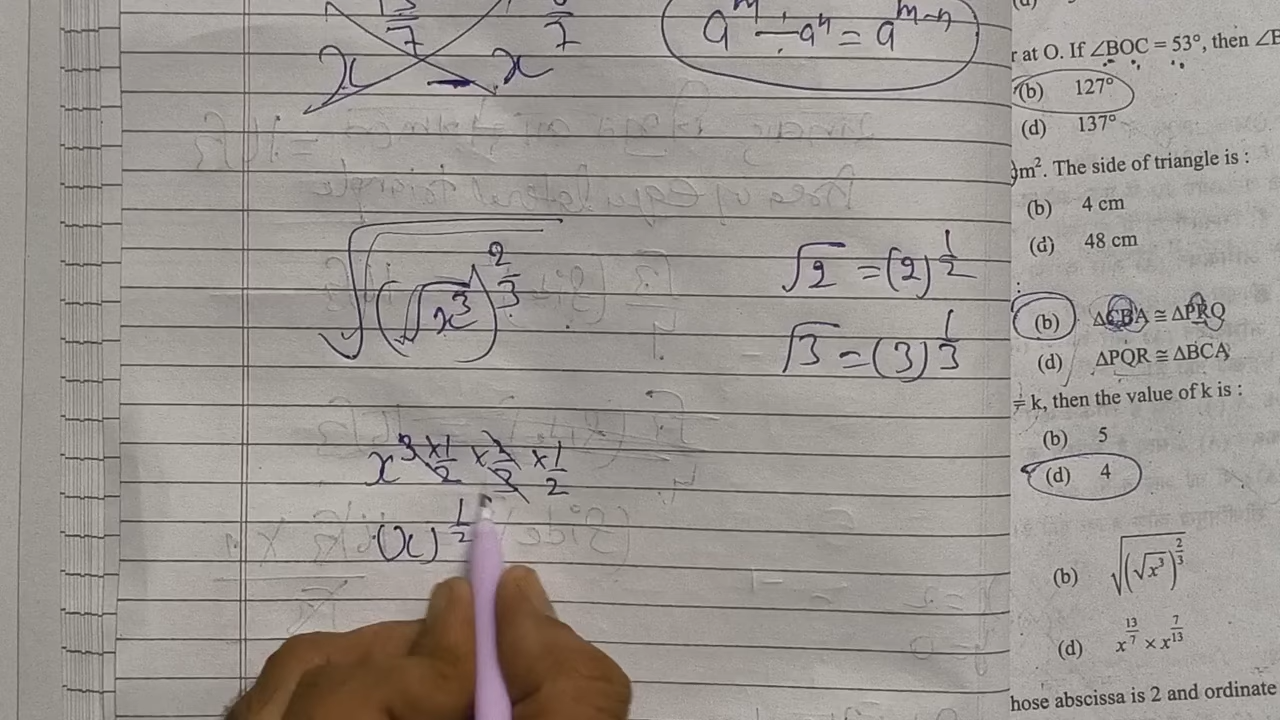 x^{13/7} - x^{6/7}
a^m ÷ a^n = a^{m-n}
√((√x^3)^{2/3})
√2 = (2)^{1/2}
√3 = (3)^{1/3}
x^{3 × 1/2 × 2/3 × 1/2}
(x)^{1/2}
(d)
r at O. If ∠BOC = 53°, then ∠
(b) 127°
(d) 137°
m². The side of triangle is :
(b) 4 cm
(d) 48 cm
(b) ΔCBA ≅ ΔPRQ
(d) ΔPQR ≅ ΔBCA
= k, then the value of k is :
(b) 5
(d) 4
(b) √((√x^3)^{2/3})
(d) x^{13/7} × x^{7/13}
hose abscissa is 2 and ordinate